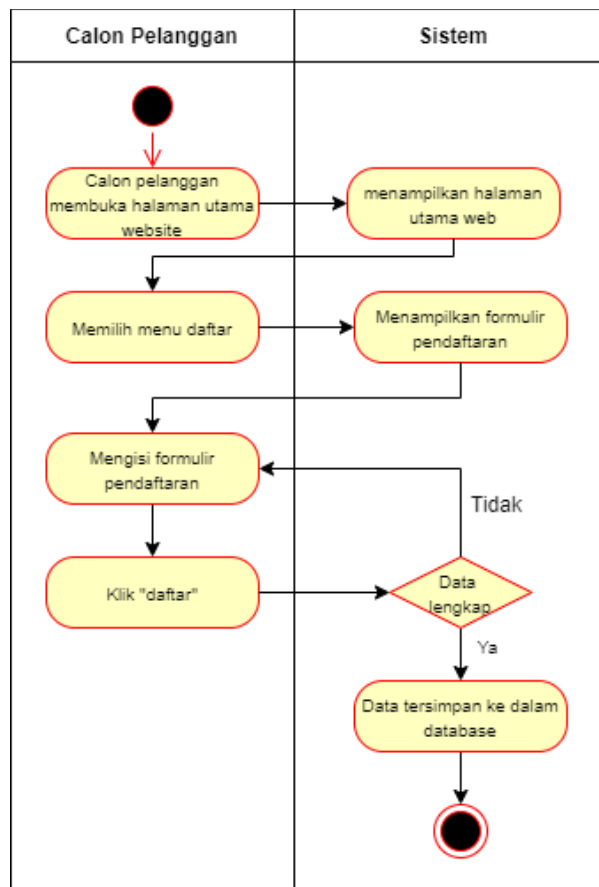 Calon Pelanggan
Sistem
Calon pelanggan
membuka halaman utama
website
menampilkan halaman
utama web
Memilih menu daftar
Menampilkan formulir
pendaftaran
Mengisi formulir
pendaftaran
Tidak
Klik "daftar"
Data
lengkap
Ya
Data tersimpan ke dalam
database